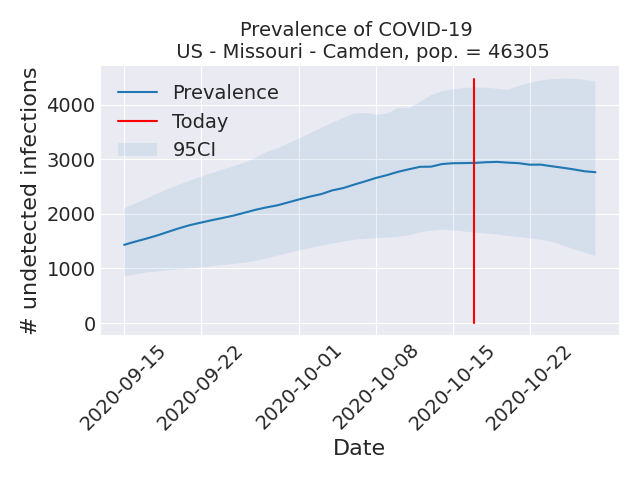 Prevalence of COVID-19
US - Missouri - Camden, pop. = 46305
# undetected infections
4000
3000
2000
1000
0
Prevalence
Today
95CI
2020-09-15
2020-09-22
2020-10-01
2020-10-08
2020-10-15
2020-10-22
Date